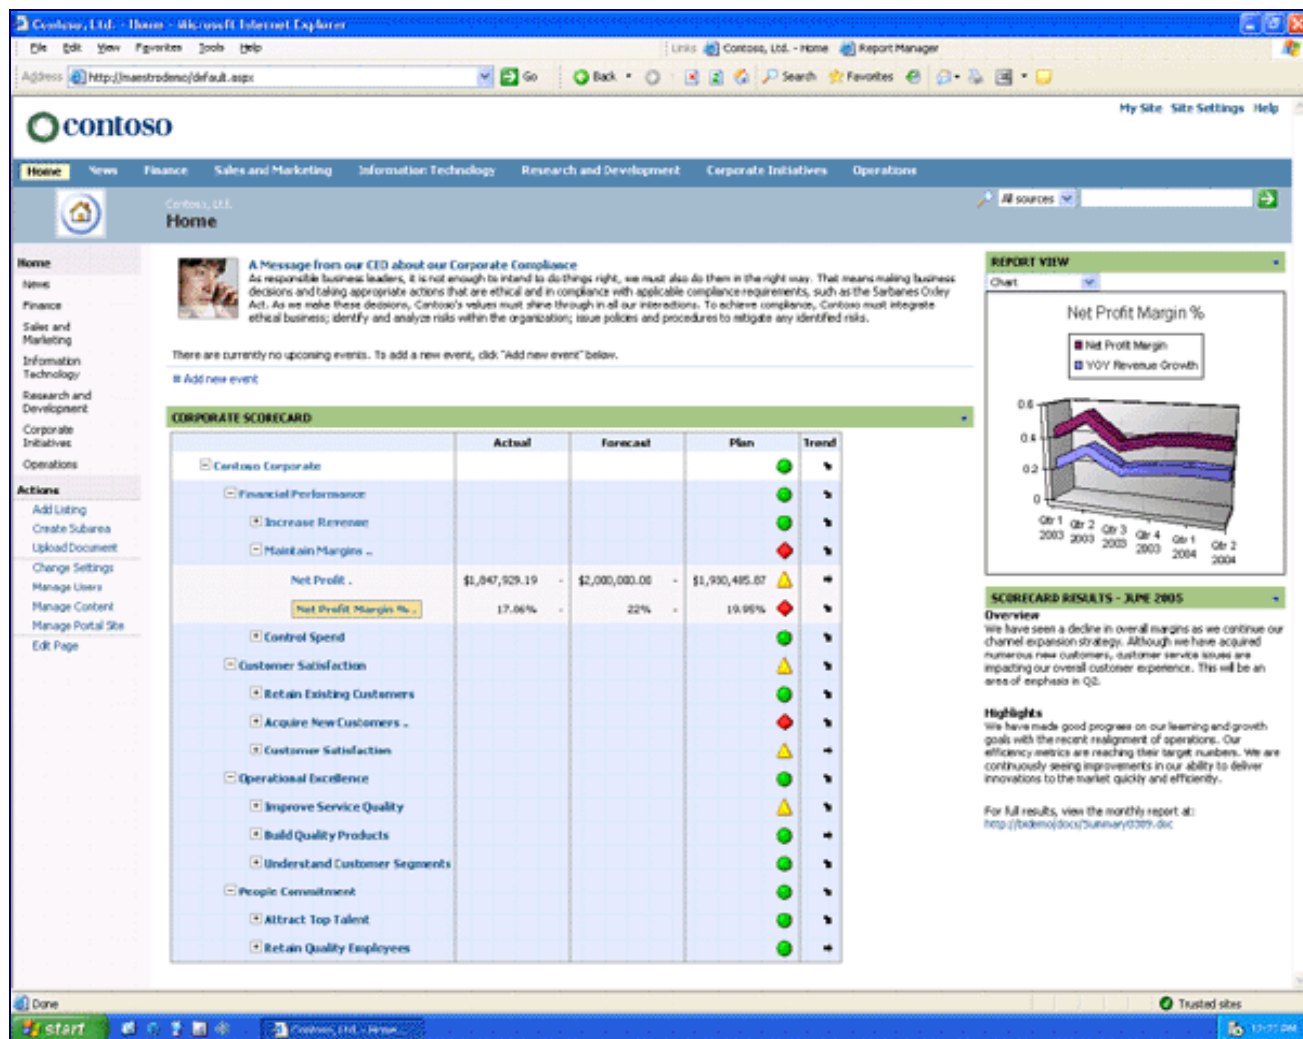 Contoso, Ltd. - Home - Microsoft Internet Explorer
File Edit View Favorites Tools Help
Links Contoso, Ltd. - Home Report Manager
Address http://maestrodemo/default.aspx Go Back Search Favorites
My Site Site Settings Help
contoso
Home News Finance Sales and Marketing Information Technology Research and Development Corporate Initiatives Operations
Contoso, Ltd.
Home
All sources
Home
News
Finance
Sales and
Marketing
Information
Technology
Research and
Development
Corporate
Initiatives
Operations
Actions
Add Listing
Create Subarea
Upload Document
Change Settings
Manage Users
Manage Content
Manage Portal Site
Edit Page
A Message from our CEO about our Corporate Compliance
As responsible business leaders, it is not enough to intend to do things right, we must also do them in the right way. That means making business
decisions and taking appropriate actions that are ethical and in compliance with applicable compliance requirements, such as the Sarbanes Oxley
Act. As we make these decisions, Contoso's values must shine through in all our interactions. To achieve compliance, Contoso must integrate
ethical business; identify and analyze risks within the organization; issue policies and procedures to mitigate any identified risks.
There are currently no upcoming events. To add a new event, click "Add new event" below.
Add new event
CORPORATE SCORECARD
Actual Forecast Plan Trend
Contoso Corporate
Financial Performance
Increase Revenue
Maintain Margins ..
Net Profit . $1,847,929.19 - $2,000,000.00 - $1,930,485.87
Net Profit Margin % . 17.86% - 22% - 19.95%
Control Spend
Customer Satisfaction
Retain Existing Customers
Acquire New Customers ..
Customer Satisfaction
Operational Excellence
Improve Service Quality
Build Quality Products
Understand Customer Segments
People Commitment
Attract Top Talent
Retain Quality Employees
REPORT VIEW
Chart
Net Profit Margin %
Net Profit Margin
YOY Revenue Growth
0.6
0.4
0.2
0
Qtr 1 Qtr 2 Qtr 3 Qtr 4 Qtr 1 Qtr 2
2003 2003 2003 2003 2004 2004
SCORECARD RESULTS - JUNE 2005
Overview
We have seen a decline in overall margins as we continue our
channel expansion strategy. Although we have acquired
numerous new customers, customer service issues are
impacting our overall customer experience. This will be an
area of emphasis in Q2.
Highlights
We have made good progress on our learning and growth
goals with the recent realignment of operations. Our
efficiency metrics are reaching their target numbers. We are
continuously seeing improvements in our ability to deliver
innovations to the market quickly and efficiently.
For full results, view the monthly report at:
http://bidemo/docs/Summary0389.doc
Done Trusted sites
start Contoso, Ltd. - Home...